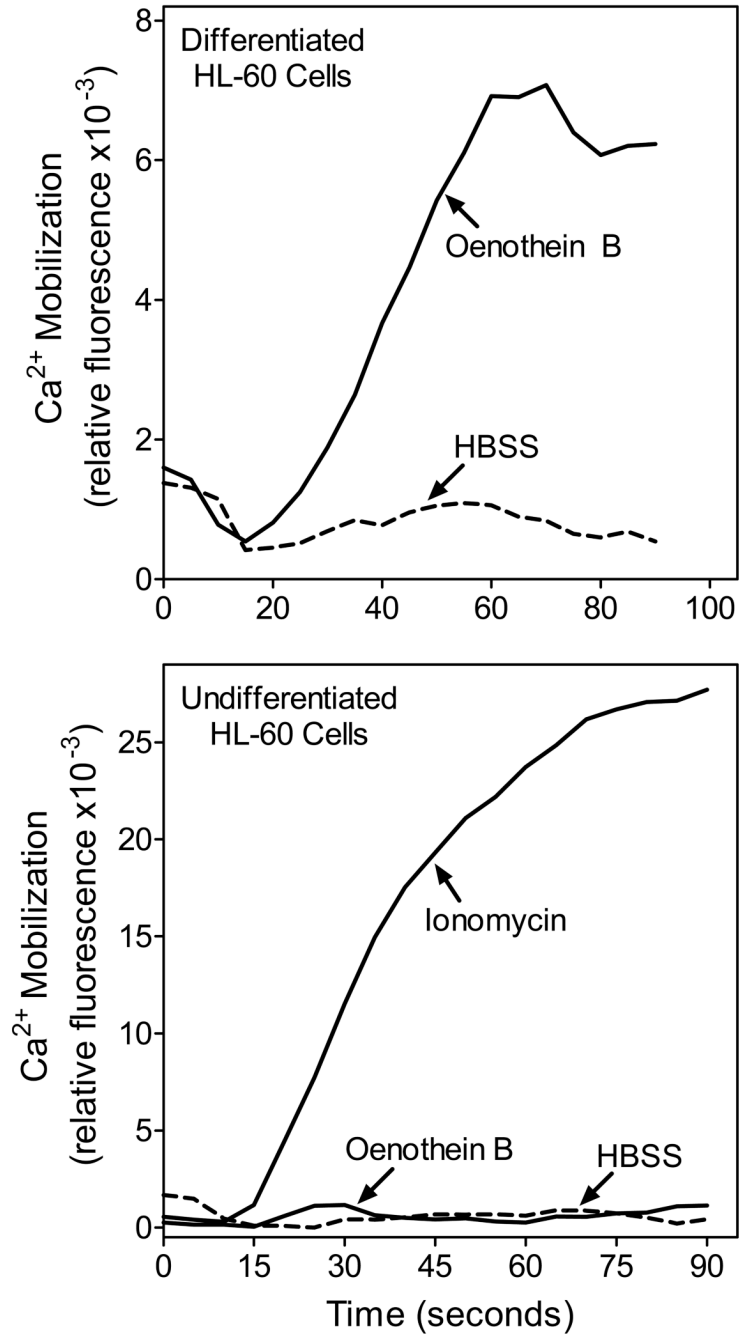 Differentiated
HL-60 Cells
Ca²⁺ Mobilization
(relative fluorescence x10⁻³)
8
6
4
2
0
Oenothein B
HBSS
0 20 40 60 80 100
Undifferentiated
HL-60 Cells
Ca²⁺ Mobilization
(relative fluorescence x10⁻³)
25
20
15
10
5
0
Ionomycin
Oenothein B
HBSS
0 15 30 45 60 75 90
Time (seconds)